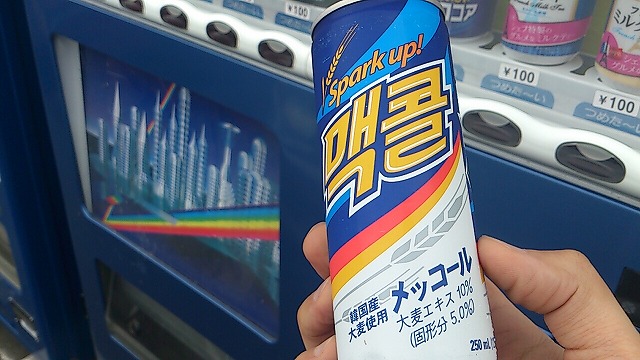 Spark up!
맥콜
韓国産
大麦使用
メッコール
大麦エキス 10%
(固形分 5.0%)
250 mL
¥100
¥100
つめた〜い
¥100
つめた〜い